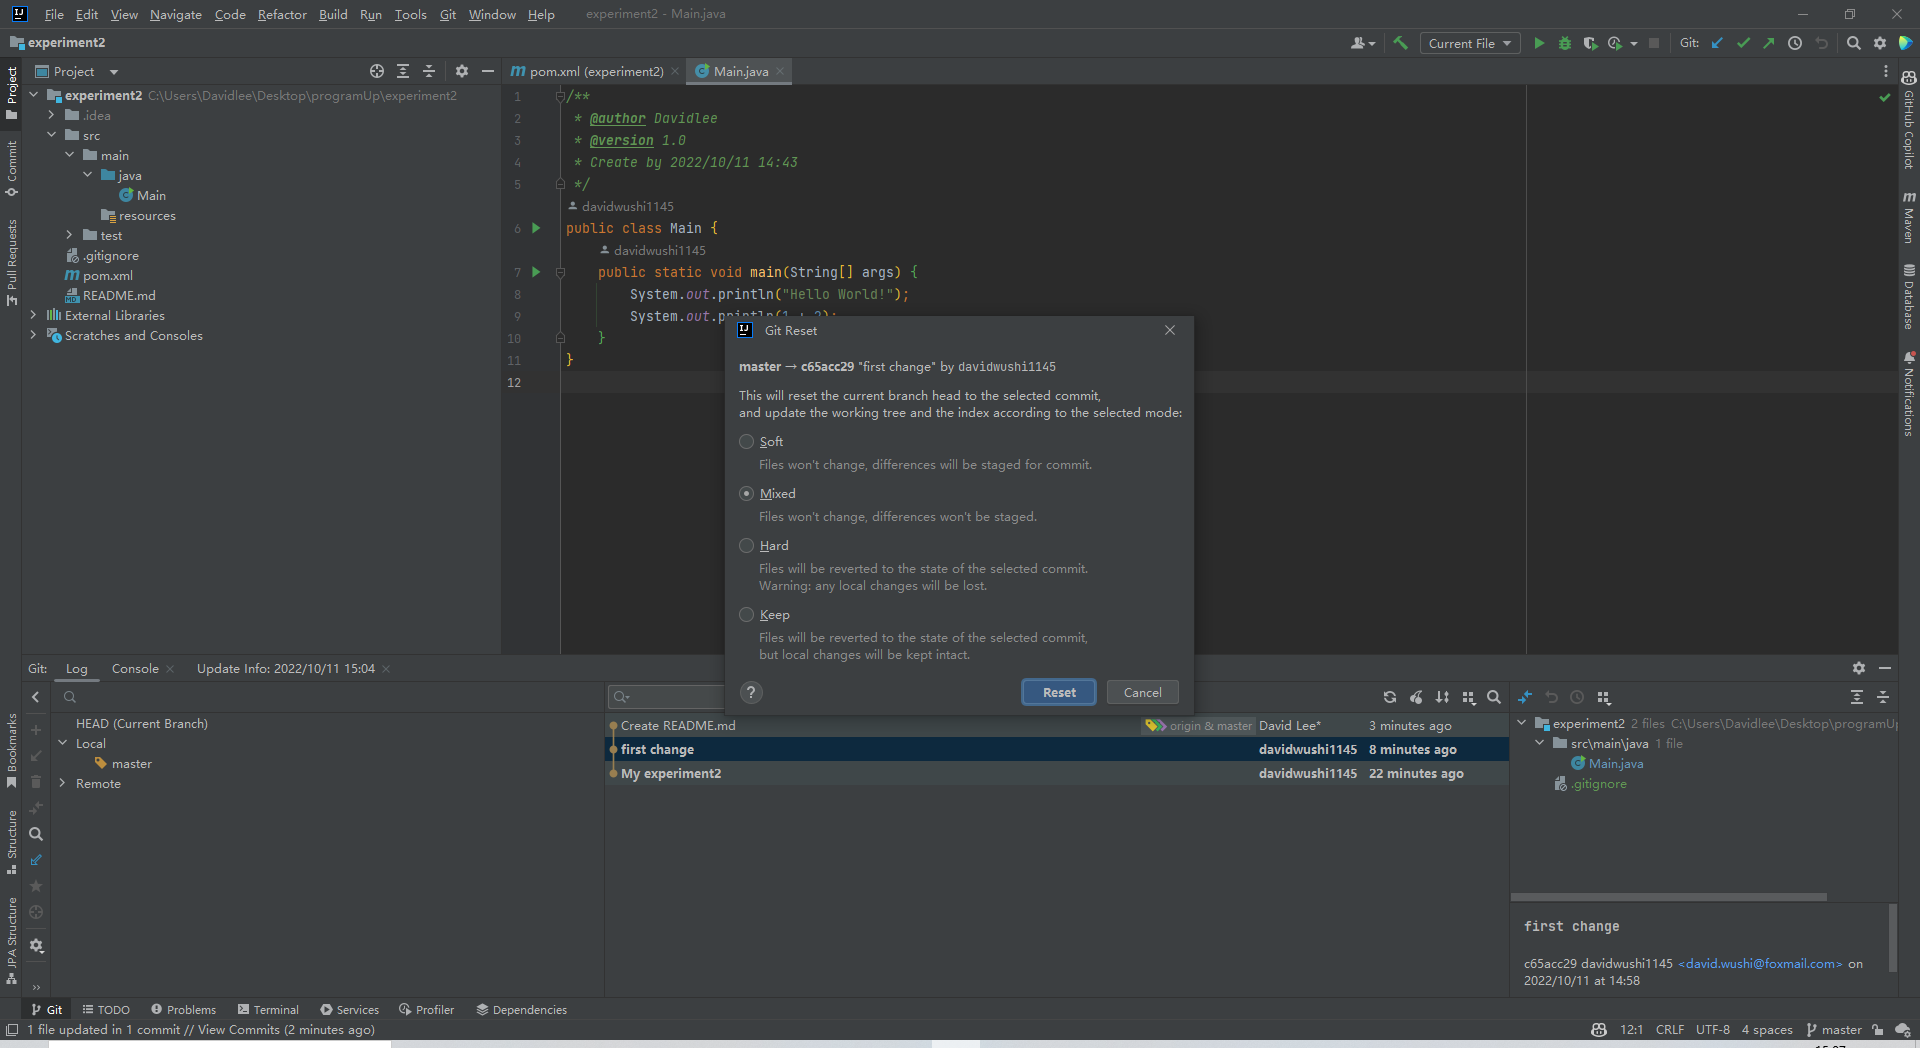 File Edit View Navigate Code Refactor Build Run Tools Git Window Help experiment2 - Main.java
experiment2
Current File
Git:
Project
pom.xml (experiment2)
Main.java
experiment2 C:\Users\Davidlee\Desktop\programUp\experiment2
.idea
src
main
java
Main
resources
test
.gitignore
pom.xml
README.md
External Libraries
Scratches and Consoles
Project
Commit
Pull Requests
Bookmarks
Structure
JPA Structure
1 /**
2 * @author Davidlee
3 * @version 1.0
4 * Create by 2022/10/11 14:43
5 */
davidwushi1145
6 public class Main {
davidwushi1145
7 public static void main(String[] args) {
8 System.out.println("Hello World!");
9 System.out.println(1 + 2);
10 }
11 }
12
GitHub Copilot
Maven
Database
Notifications
Git Reset
master → c65acc29 "first change" by davidwushi1145
This will reset the current branch head to the selected commit,
and update the working tree and the index according to the selected mode:
Soft
Files won't change, differences will be staged for commit.
Mixed
Files won't change, differences won't be staged.
Hard
Files will be reverted to the state of the selected commit.
Warning: any local changes will be lost.
Keep
Files will be reverted to the state of the selected commit,
but local changes will be kept intact.
? Reset Cancel
Git: Log Console Update Info: 2022/10/11 15:04
HEAD (Current Branch)
Local
master
Remote
Create README.md origin & master David Lee* 3 minutes ago
first change davidwushi1145 8 minutes ago
My experiment2 davidwushi1145 22 minutes ago
experiment2 2 files C:\Users\Davidlee\Desktop\programU
src\main\java 1 file
Main.java
.gitignore
first change
c65acc29 davidwushi1145 <david.wushi@foxmail.com> on
2022/10/11 at 14:58
Git TODO Problems Terminal Services Profiler Dependencies
1 file updated in 1 commit // View Commits (2 minutes ago)
12:1 CRLF UTF-8 4 spaces master